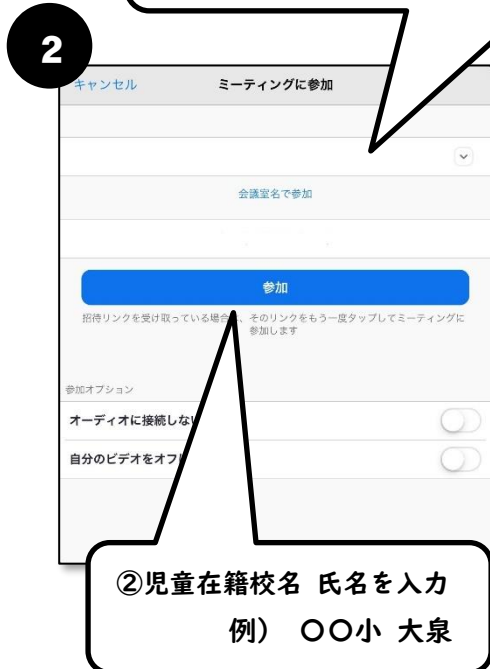 2
キャンセル
ミーティングに参加
会議室名で参加
参加
招待リンクを受け取っている場合、そのリンクをもう一度タップしてミーティングに
参加します
参加オプション
オーディオに接続しない
自分のビデオをオフ
②児童在籍校名 氏名を入力
例） 〇〇小 大泉